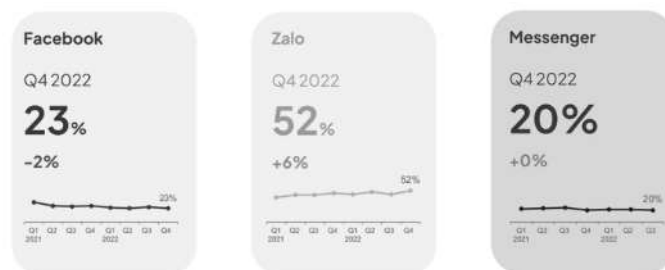 Facebook
Q4 2022
23%
-2%
23%
Q1 Q2 Q3 Q4 Q1 Q2 Q3 Q4
2021 2022
Zalo
Q4 2022
52%
+6%
52%
Q1 Q2 Q3 Q4 Q1 Q2 Q3 Q4
2021 2022
Messenger
Q4 2022
20%
+0%
20%
Q1 Q2 Q3 Q4 Q1 Q2 Q3
2021 2022